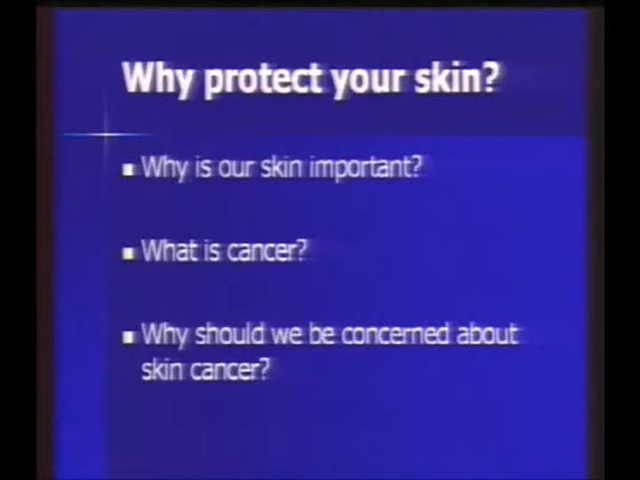 Why protect your skin?
Why is our skin important?
What is cancer?
Why should we be concerned about
skin cancer?